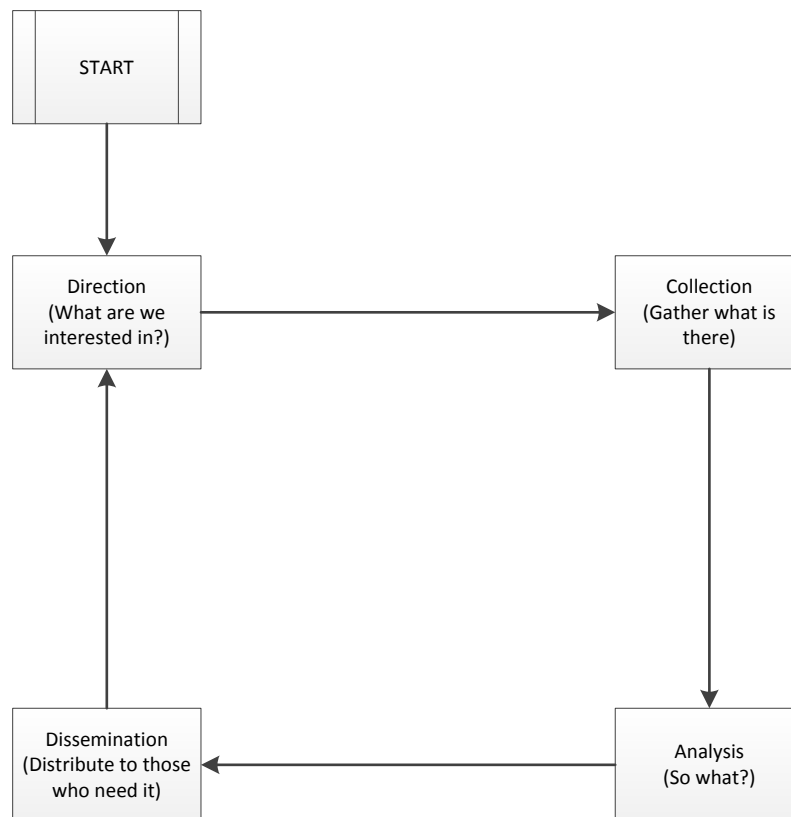 START
Direction
(What are we
interested in?)
Collection
(Gather what is
there)
Dissemination
(Distribute to those
who need it)
Analysis
(So what?)